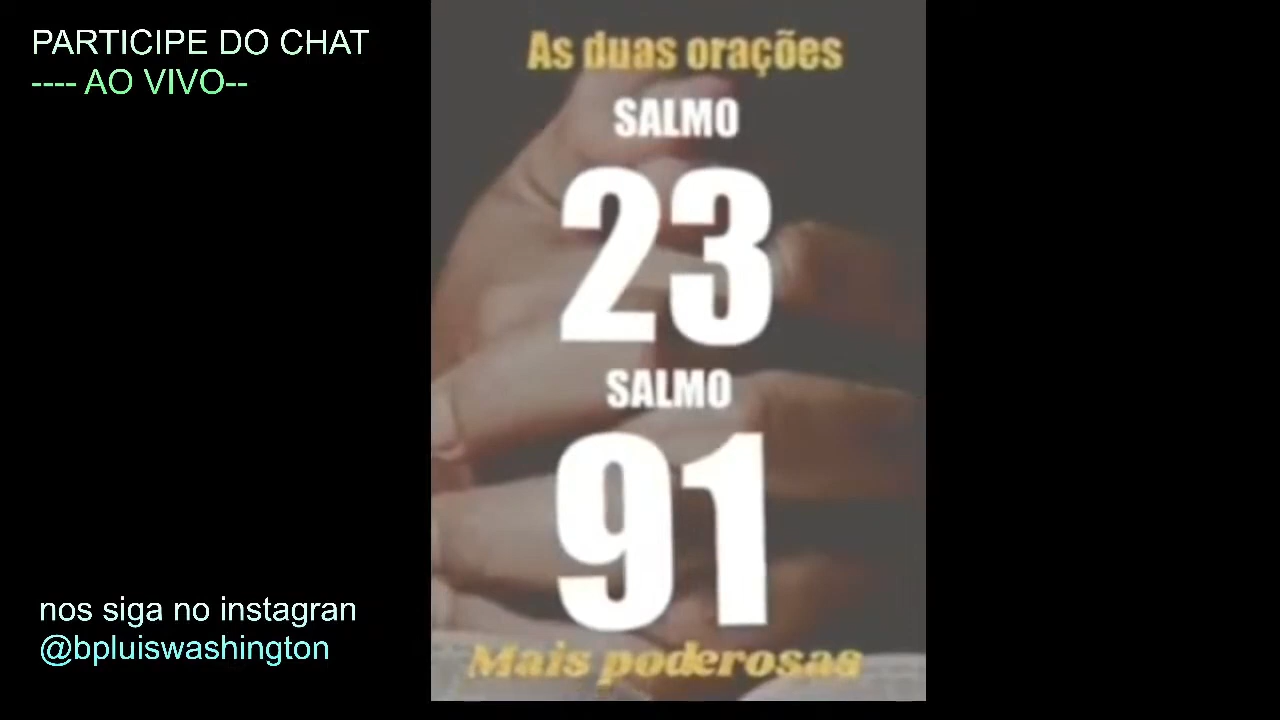 PARTICIPE DO CHAT
---- AO VIVO--
As duas orações
SALMO
23
SALMO
91
Mais poderosas
nos siga no instagran
@bpluiswashington